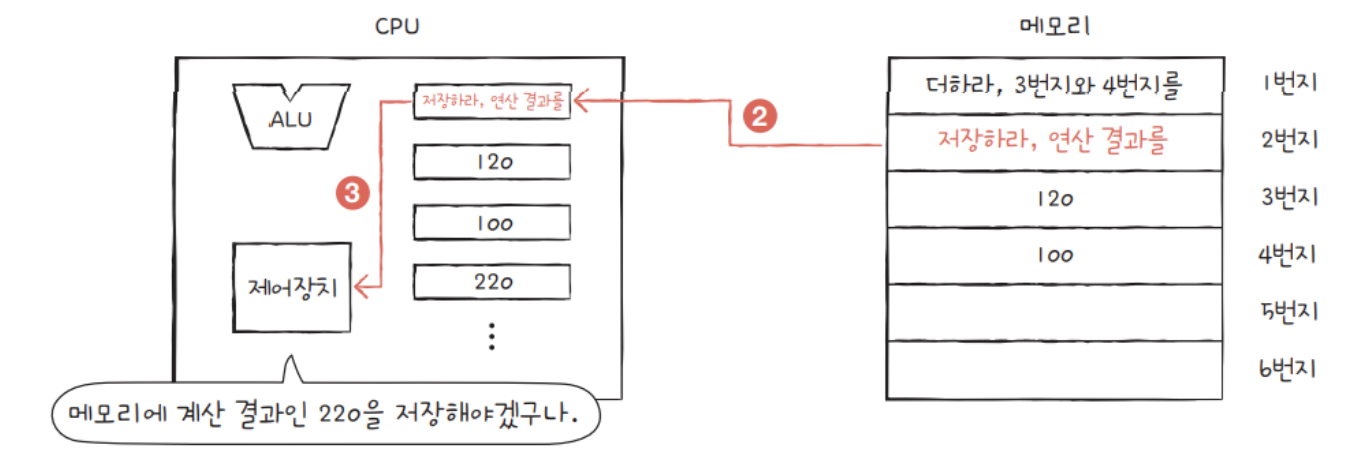 CPU
메모리
ALU
저장하라, 연산 결과를
120
100
220
제어장치
메모리에 계산 결과인 220을 저장해야겠구나.
3
2
더하라, 3번지와 4번지를
1번지
저장하라, 연산 결과를
2번지
120
3번지
100
4번지
5번지
6번지